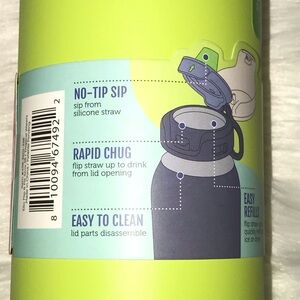 NO-TIP SIP
sip from
silicone straw
RAPID CHUG
flip straw up to drink
from lid opening
EASY TO CLEAN
lid parts disassemble
EASY
REFILLS
8 10094 67492 2